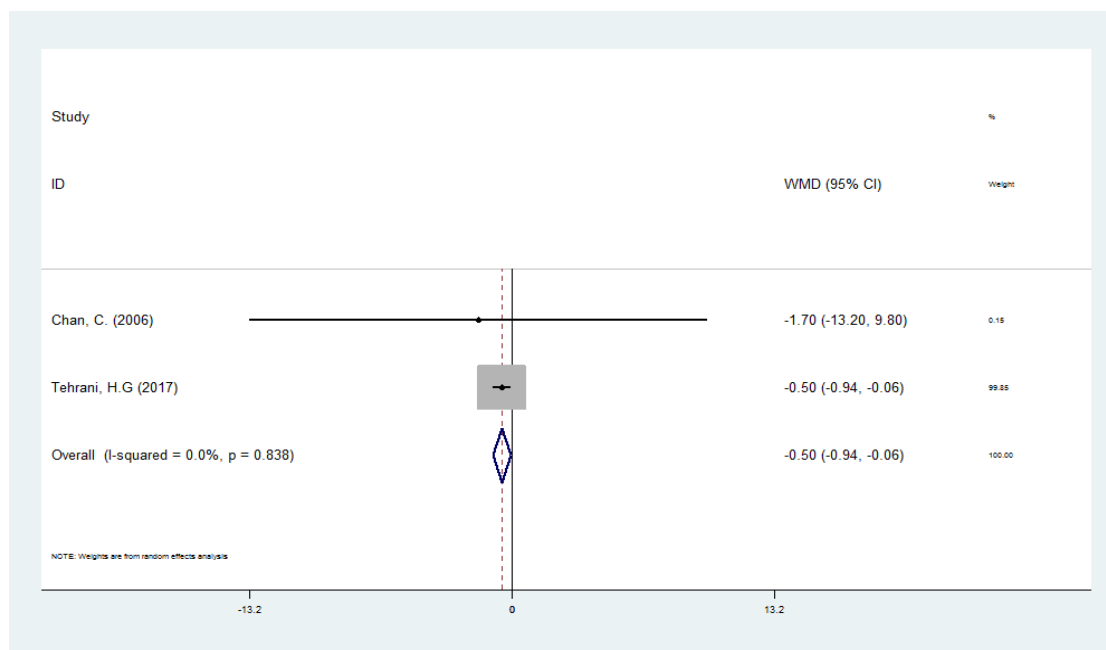 Study %
ID WMD (95% CI) Weight
Chan, C. (2006) -1.70 (-13.20, 9.80) 0.15
Tehrani, H.G (2017) -0.50 (-0.94, -0.06) 99.85
Overall (I-squared = 0.0%, p = 0.838) -0.50 (-0.94, -0.06) 100.00
NOTE: Weights are from random effects analysis
-13.2 0 13.2